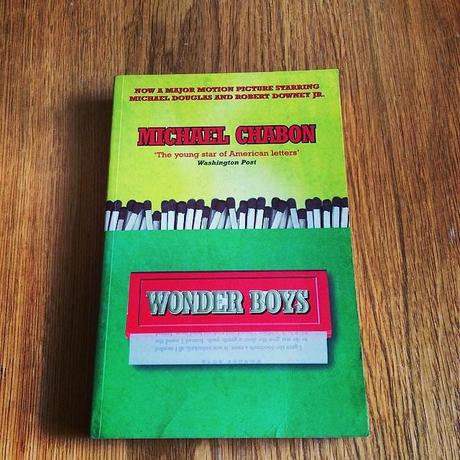 NOW A MAJOR MOTION PICTURE STARRING
MICHAEL DOUGLAS AND ROBERT DOWNEY JR.
MICHAEL CHABON
'The young star of American letters'
Washington Post
WONDER BOYS